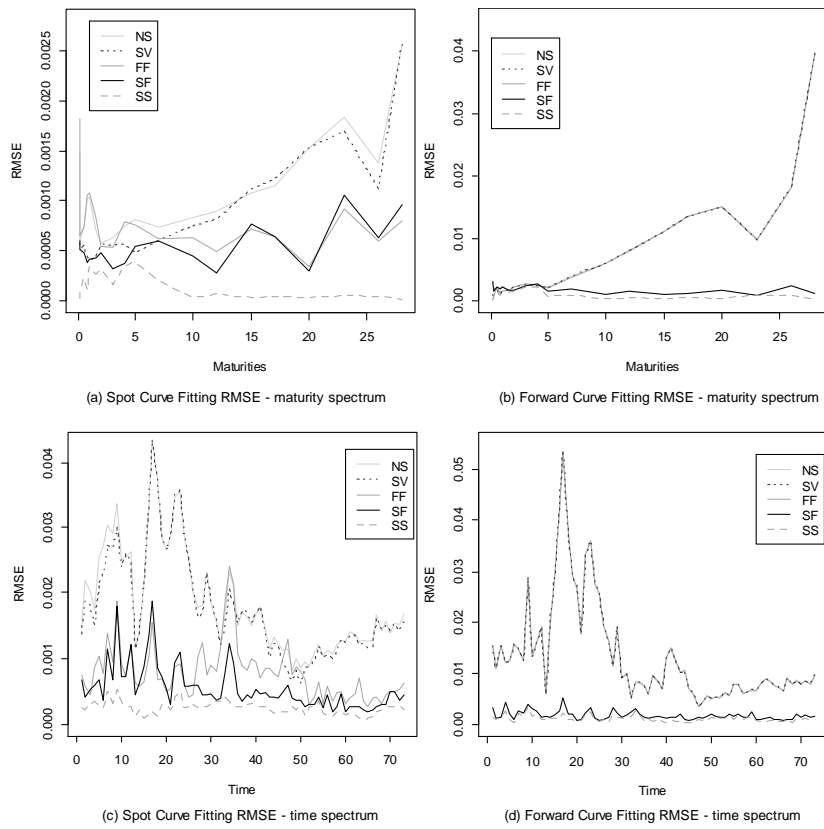 0.0000 0.0005 0.0010 0.0015 0.0020 0.0025
RMSE
NS
SV
FF
SF
SS
0 5 10 15 20 25
Maturities
(a) Spot Curve Fitting RMSE - maturity spectrum
0.00 0.01 0.02 0.03 0.04
RMSE
NS
SV
FF
SF
SS
0 5 10 15 20 25
Maturities
(b) Forward Curve Fitting RMSE - maturity spectrum
0.000 0.001 0.002 0.003 0.004
RMSE
NS
SV
FF
SF
SS
0 10 20 30 40 50 60 70
Time
(c) Spot Curve Fitting RMSE - time spectrum
0.00 0.01 0.02 0.03 0.04 0.05
RMSE
NS
SV
FF
SF
SS
0 10 20 30 40 50 60 70
Time
(d) Forward Curve Fitting RMSE - time spectrum